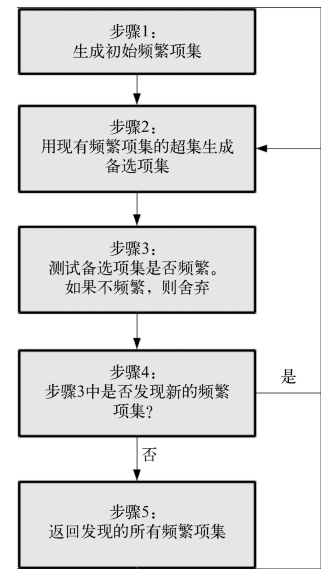 步骤1：
生成初始频繁项集
步骤2：
用现有频繁项集的超集生成
备选项集
步骤3：
测试备选项集是否频繁。
如果不频繁，则舍弃
步骤4：
步骤3中是否发现新的频繁
项集？
是
否
步骤5：
返回发现的所有频繁项集